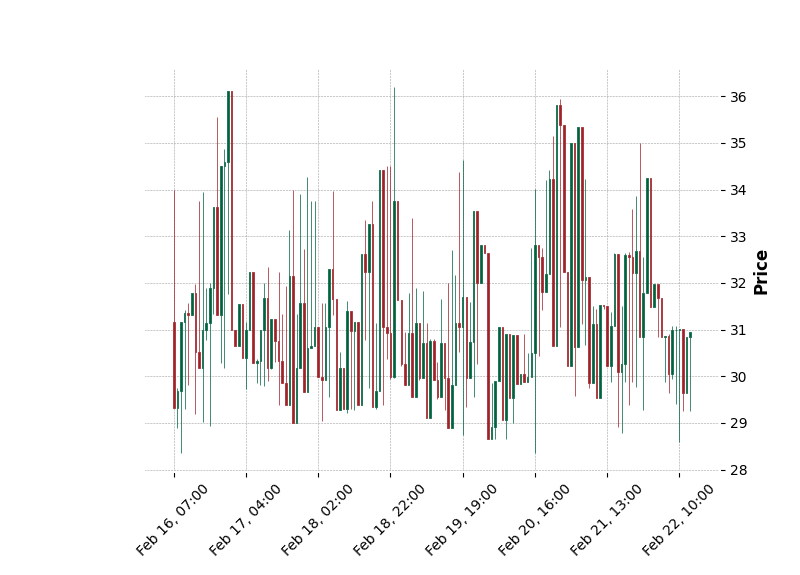 36
35
34
33
32
31
30
29
28
Price
Feb 16, 07:00
Feb 17, 04:00
Feb 18, 02:00
Feb 18, 22:00
Feb 19, 19:00
Feb 20, 16:00
Feb 21, 13:00
Feb 22, 10:00